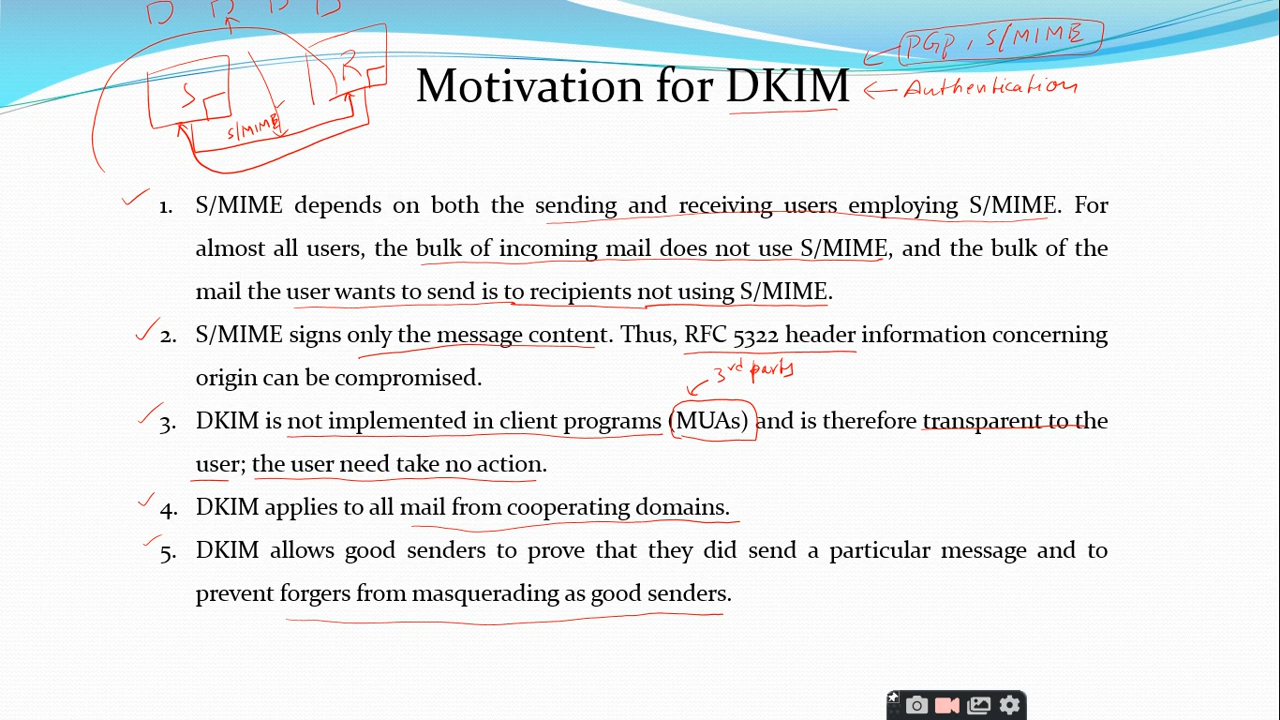 D D D D
PGP, S/MIME
S
R
Motivation for DKIM
Authentication
S/MIME
1. S/MIME depends on both the sending and receiving users employing S/MIME. For
almost all users, the bulk of incoming mail does not use S/MIME, and the bulk of the
mail the user wants to send is to recipients not using S/MIME.
2. S/MIME signs only the message content. Thus, RFC 5322 header information concerning
origin can be compromised.
3rd party
3. DKIM is not implemented in client programs (MUAs) and is therefore transparent to the
user; the user need take no action.
4. DKIM applies to all mail from cooperating domains.
5. DKIM allows good senders to prove that they did send a particular message and to
prevent forgers from masquerading as good senders.